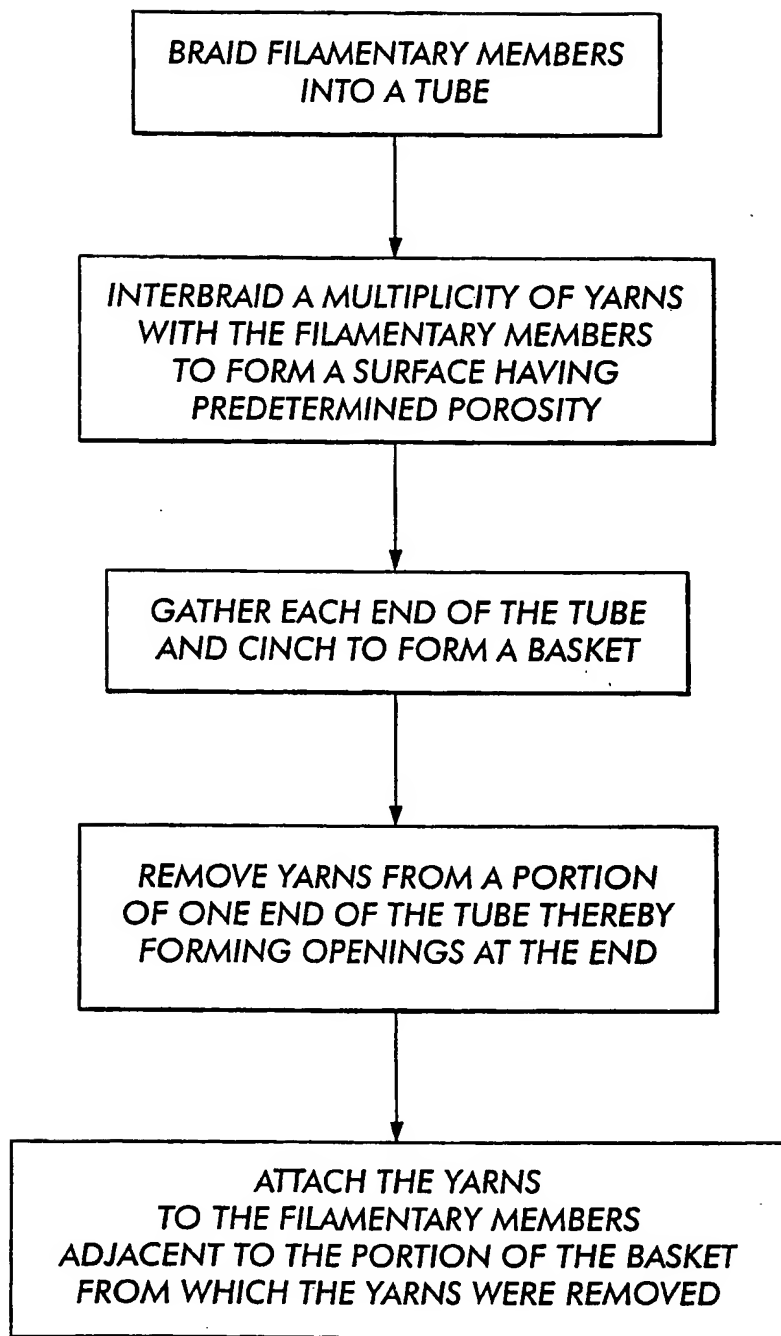 BRAID FILAMENTARY MEMBERS
INTO A TUBE
INTERBRAID A MULTIPLICITY OF YARNS
WITH THE FILAMENTARY MEMBERS
TO FORM A SURFACE HAVING
PREDETERMINED POROSITY
GATHER EACH END OF THE TUBE
AND CINCH TO FORM A BASKET
REMOVE YARNS FROM A PORTION
OF ONE END OF THE TUBE THEREBY
FORMING OPENINGS AT THE END
ATTACH THE YARNS
TO THE FILAMENTARY MEMBERS
ADJACENT TO THE PORTION OF THE BASKET
FROM WHICH THE YARNS WERE REMOVED